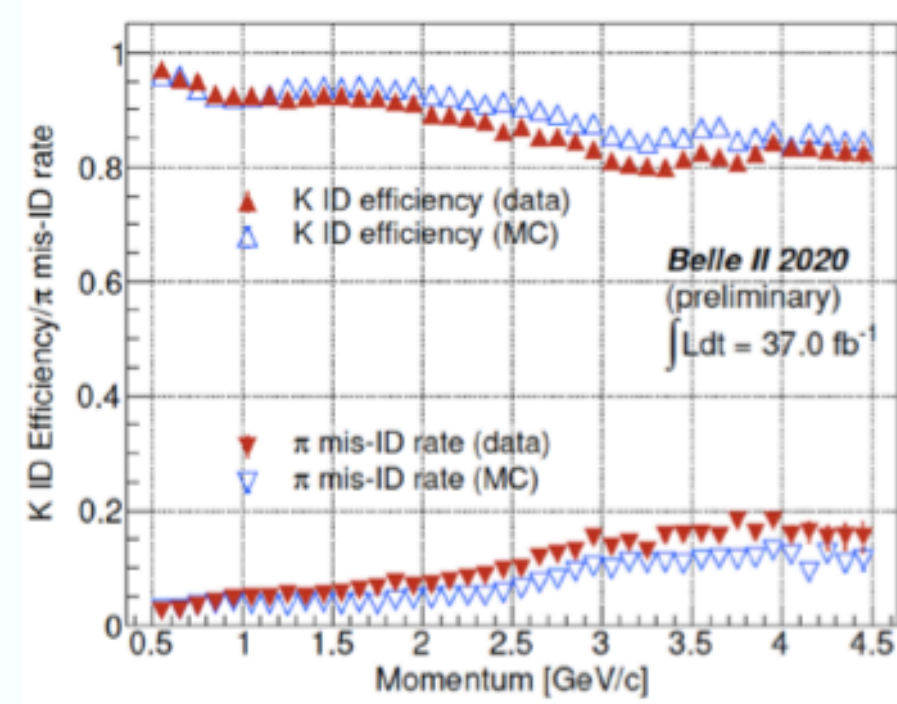 K ID Efficiency/π mis-ID rate
1
0.8
0.6
0.4
0.2
0
K ID efficiency (data)
K ID efficiency (MC)
Belle II 2020
(preliminary)
∫Ldt = 37.0 fb⁻¹
π mis-ID rate (data)
π mis-ID rate (MC)
0.5 1 1.5 2 2.5 3 3.5 4 4.5
Momentum [GeV/c]